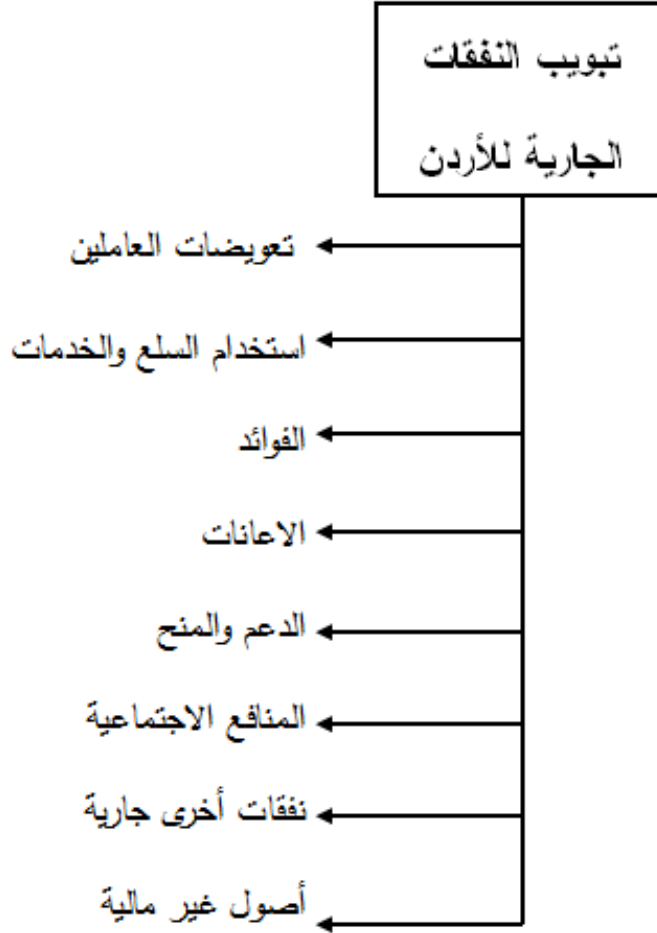 تبويب النفقات
الجارية للأردن
تعويضات العاملين
استخدام السلع والخدمات
الفوائد
الاعانات
الدعم والمنح
المنافع الاجتماعية
نفقات أخرى جارية
أصول غير مالية